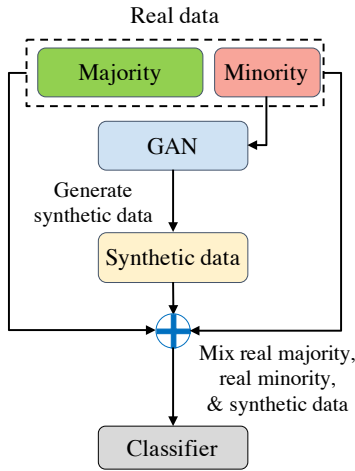 Real data
Majority
Minority
GAN
Generate
synthetic data
Synthetic data
Mix real majority,
real minority,
& synthetic data
Classifier